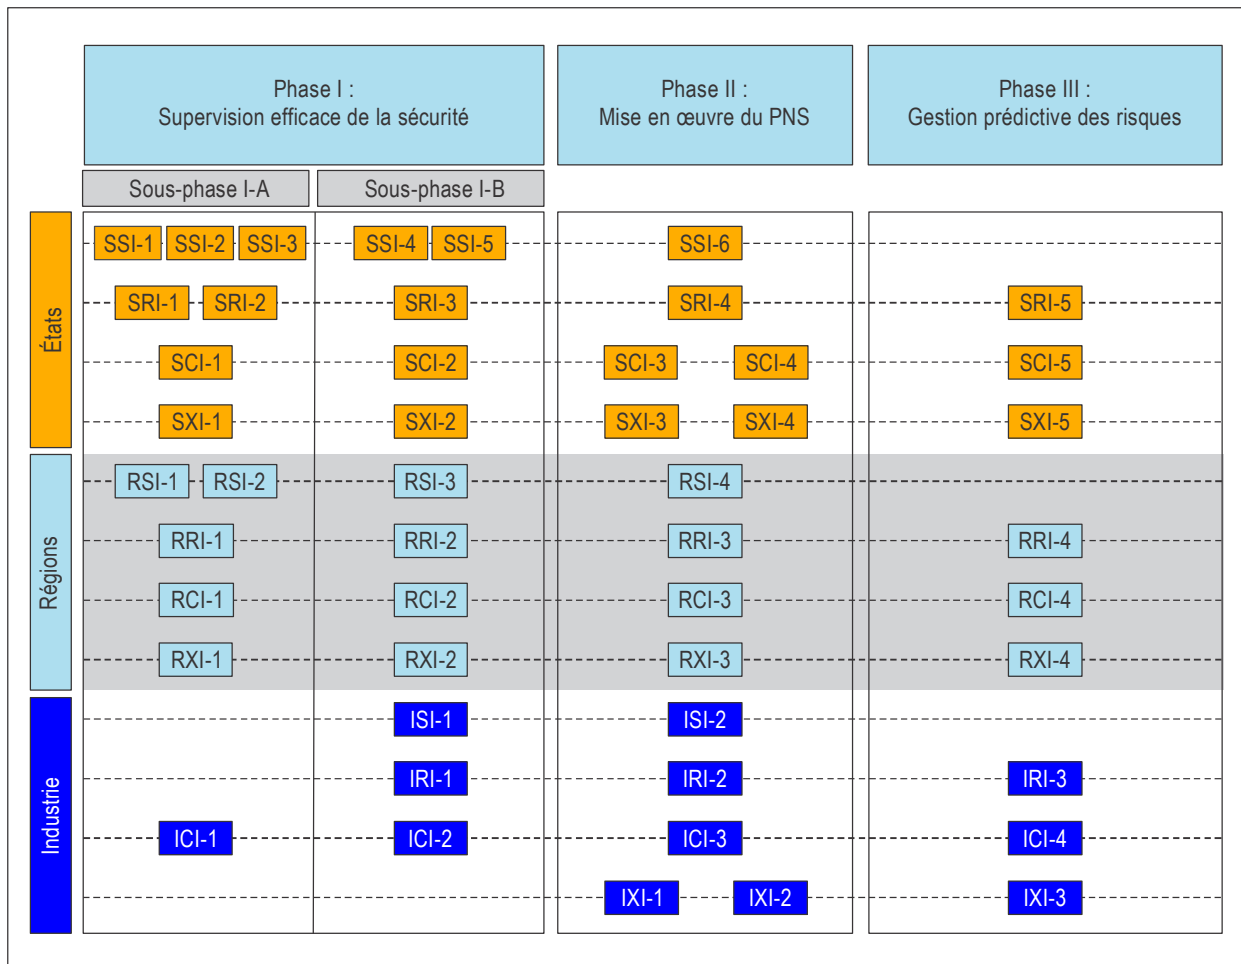 Phase I :
Supervision efficace de la sécurité
Phase II :
Mise en œuvre du PNS
Phase III :
Gestion prédictive des risques
Sous-phase I-A
Sous-phase I-B
États
SSI-1 SSI-2 SSI-3 SSI-4 SSI-5 SSI-6
SRI-1 SRI-2 SRI-3 SRI-4 SRI-5
SCI-1 SCI-2 SCI-3 SCI-4 SCI-5
SXI-1 SXI-2 SXI-3 SXI-4 SXI-5
Régions
RSI-1 RSI-2 RSI-3 RSI-4
RRI-1 RRI-2 RRI-3 RRI-4
RCI-1 RCI-2 RCI-3 RCI-4
RXI-1 RXI-2 RXI-3 RXI-4
Industrie
ISI-1 ISI-2
IRI-1 IRI-2 IRI-3
ICI-1 ICI-2 ICI-3 ICI-4
IXI-1 IXI-2 IXI-3